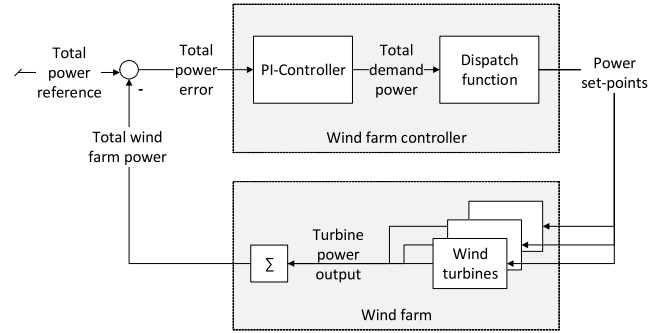 Total
power
reference
-
Total
power
error
PI-Controller
Total
demand
power
Dispatch
function
Power
set-points
Wind farm controller
Total wind
farm power
Σ
Turbine
power
output
Wind
turbines
Wind farm